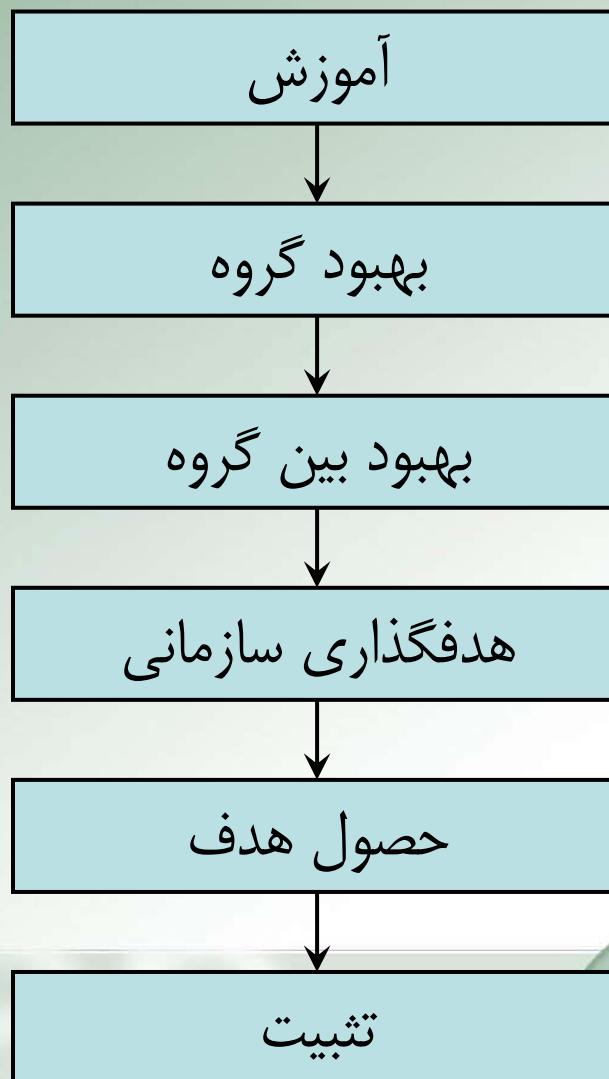 آموزش
بهبود گروه
بهبود بین گروه
هدفگذاری سازمانی
حصول هدف
تثبیت